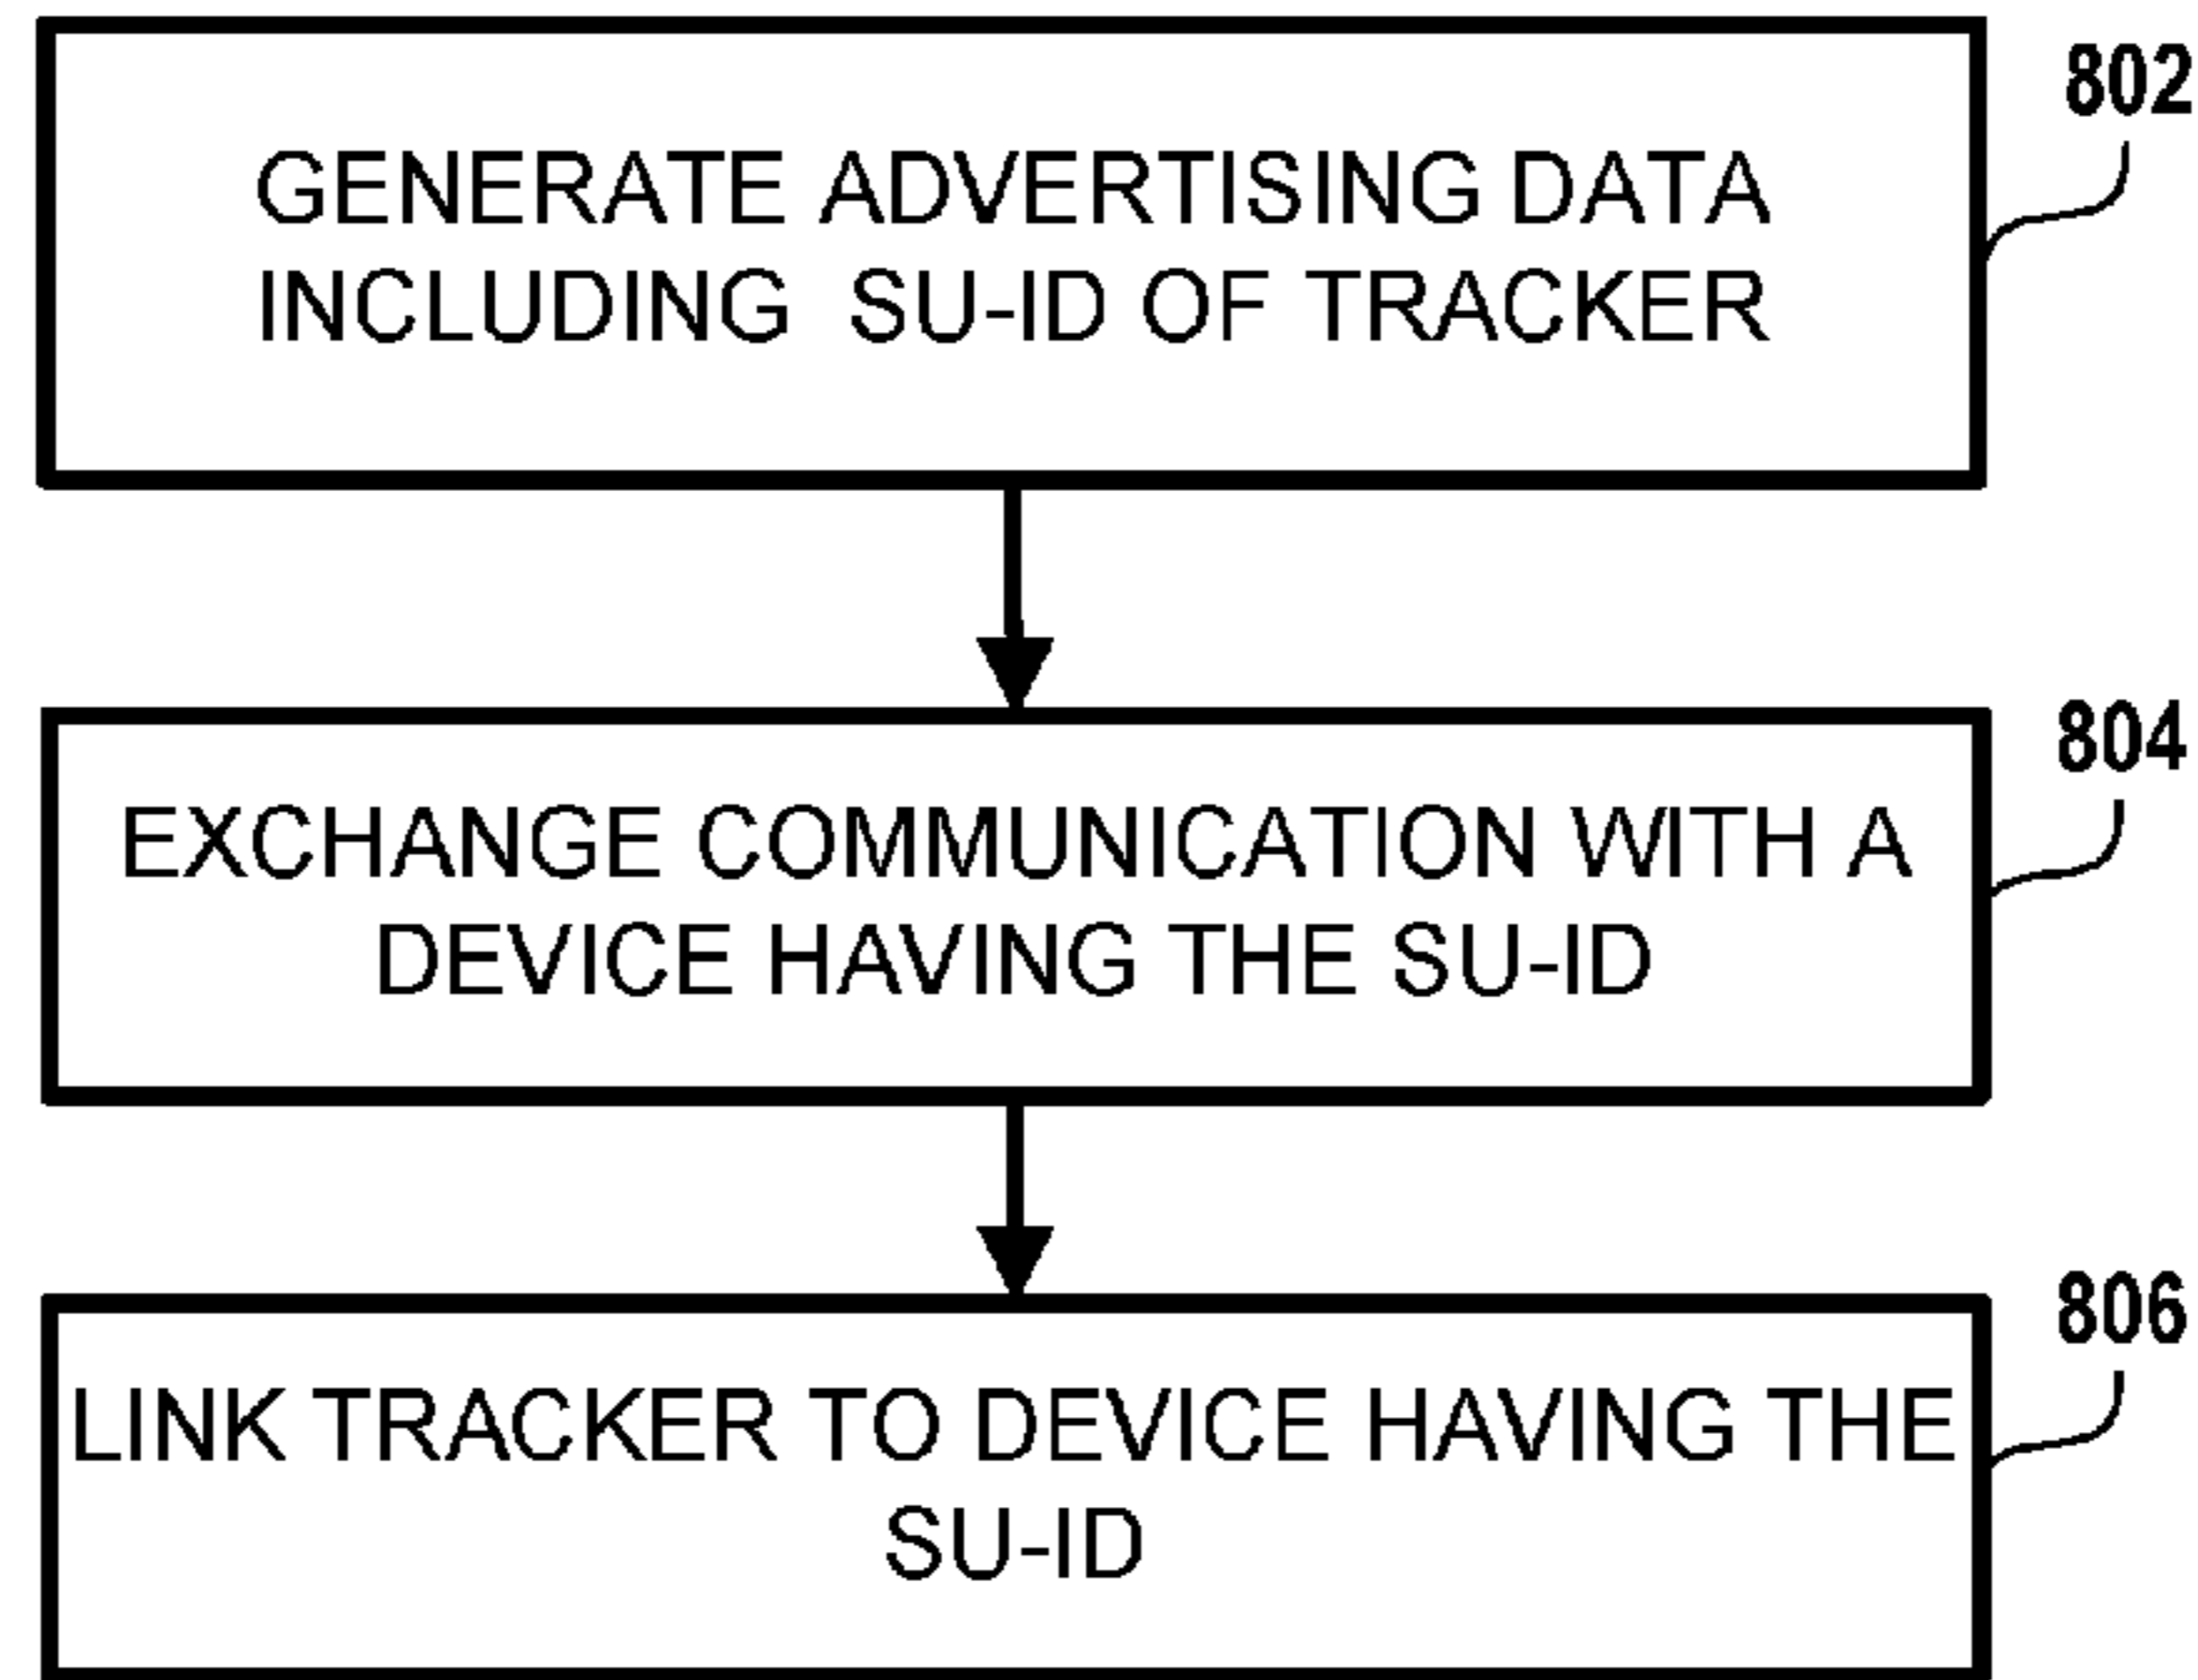 802
GENERATE ADVERTISING DATA
INCLUDING SU-ID OF TRACKER
804
EXCHANGE COMMUNICATION WITH A
DEVICE HAVING THE SU-ID
806
LINK TRACKER TO DEVICE HAVING THE
SU-ID